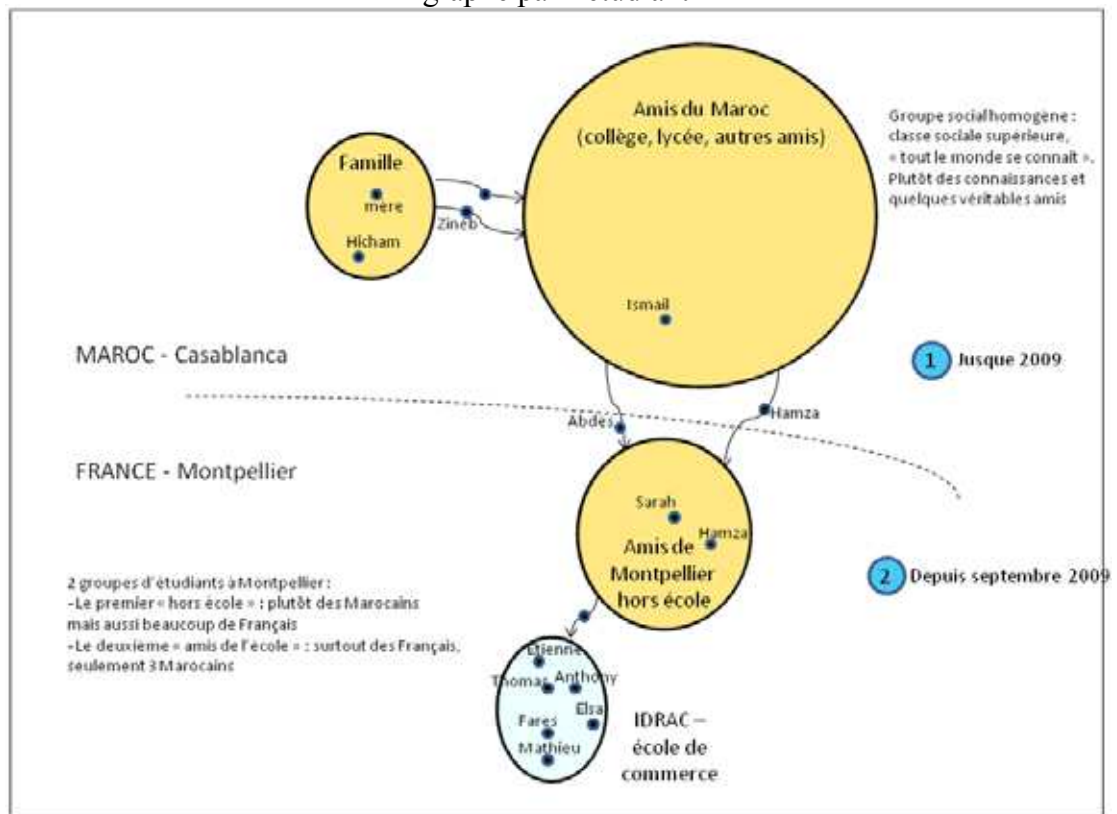 Amis du Maroc
(collège, lycée, autres amis)
Groupe social homogène :
classe sociale supérieure,
« tout le monde se connait ».
Plutôt des connaissances et
quelques véritables amis
Famille
mère
Zineb
Hicham
Ismail
MAROC - Casablanca
1 Jusque 2009
Abdes
Hamza
FRANCE - Montpellier
Sarah
Hamza
Amis de
Montpellier
hors école
2 Depuis septembre 2009
2 groupes d'étudiants à Montpellier :
-Le premier « hors école » : plutôt des Marocains
mais aussi beaucoup de Français
-Le deuxième « amis de l'école » : surtout des Français,
seulement 3 Marocains
Etienne
Thomas
Anthony
Elsa
Fares
Mathieu
IDRAC –
école de
commerce